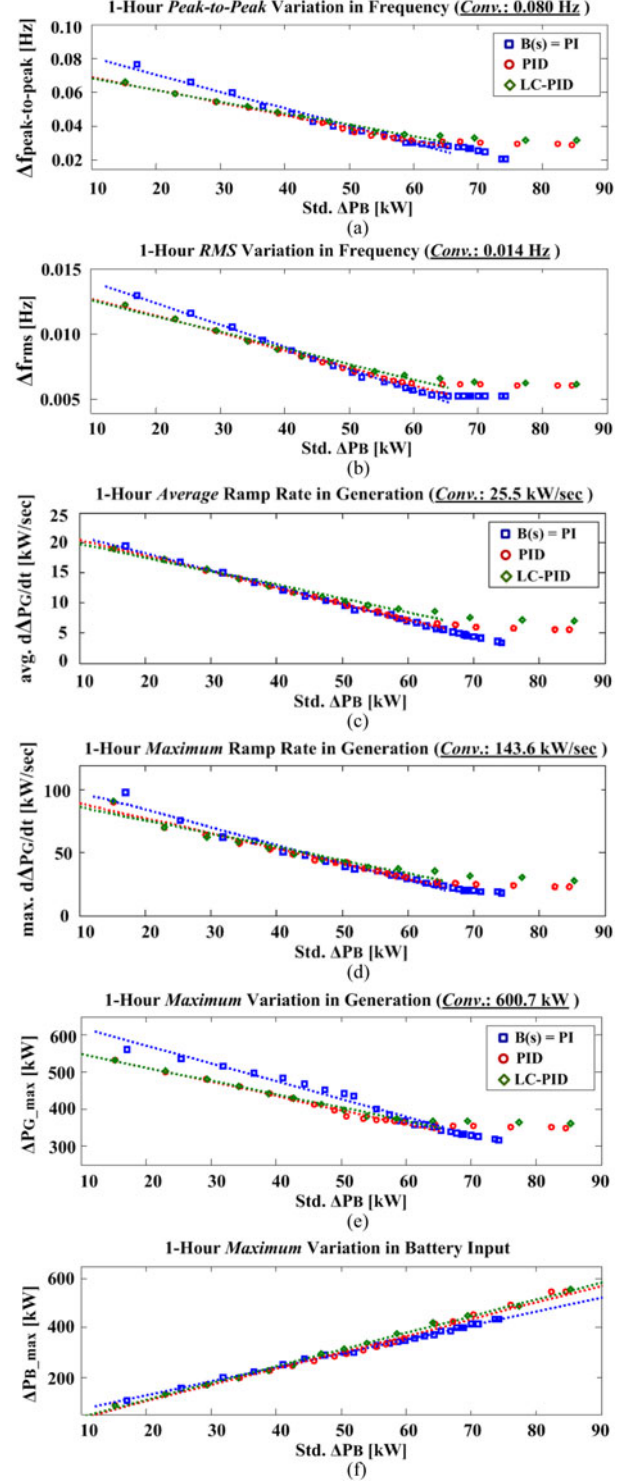 1-Hour Peak-to-Peak Variation in Frequency (Conv.: 0.080 Hz )
Δfpeak-to-peak [Hz]
0.10
0.08
0.06
0.04
0.02
B(s) = PI
PID
LC-PID
10 20 30 40 50 60 70 80 90
Std. ΔPB [kW]
(a)
1-Hour RMS Variation in Frequency (Conv.: 0.014 Hz )
Δfrms [Hz]
0.015
0.010
0.005
10 20 30 40 50 60 70 80 90
Std. ΔPB [kW]
(b)
1-Hour Average Ramp Rate in Generation (Conv.: 25.5 kW/sec )
avg. dΔPG/dt [kW/sec]
25
20
15
10
5
0
B(s) = PI
PID
LC-PID
10 20 30 40 50 60 70 80 90
Std. ΔPB [kW]
(c)
1-Hour Maximum Ramp Rate in Generation (Conv.: 143.6 kW/sec )
max. dΔPG/dt [kW/sec]
100
50
0
10 20 30 40 50 60 70 80 90
Std. ΔPB [kW]
(d)
1-Hour Maximum Variation in Generation (Conv.: 600.7 kW )
ΔPG_max [kW]
600
500
400
300
B(s) = PI
PID
LC-PID
10 20 30 40 50 60 70 80 90
Std. ΔPB [kW]
(e)
1-Hour Maximum Variation in Battery Input
ΔPB_max [kW]
600
400
200
10 20 30 40 50 60 70 80 90
Std. ΔPB [kW]
(f)